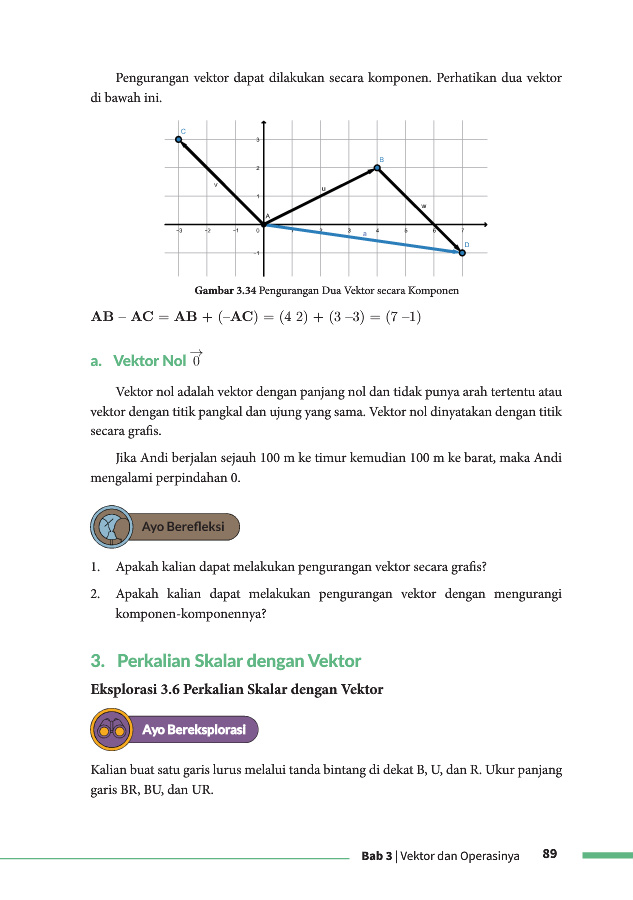 Pengurangan vektor dapat dilakukan secara komponen. Perhatikan dua vektor
di bawah ini.
C
3
B
2
v
u
w
1
A
-3
-2
-1
0
1
2
3
4
5
6
7
a
D
-1
Gambar 3.34 Pengurangan Dua Vektor secara Komponen
AB – AC = AB + (–AC) = (4 2) + (3 –3) = (7 –1)
a. Vektor Nol $\overrightarrow{0}$
Vektor nol adalah vektor dengan panjang nol dan tidak punya arah tertentu atau
vektor dengan titik pangkal dan ujung yang sama. Vektor nol dinyatakan dengan titik
secara grafis.
Jika Andi berjalan sejauh 100 m ke timur kemudian 100 m ke barat, maka Andi
mengalami perpindahan 0.
Ayo Berefleksi
1. Apakah kalian dapat melakukan pengurangan vektor secara grafis?
2. Apakah kalian dapat melakukan pengurangan vektor dengan mengurangi
komponen-komponennya?
3. Perkalian Skalar dengan Vektor
Eksplorasi 3.6 Perkalian Skalar dengan Vektor
Ayo Bereksplorasi
Kalian buat satu garis lurus melalui tanda bintang di dekat B, U, dan R. Ukur panjang
garis BR, BU, dan UR.
Bab 3 | Vektor dan Operasinya 89